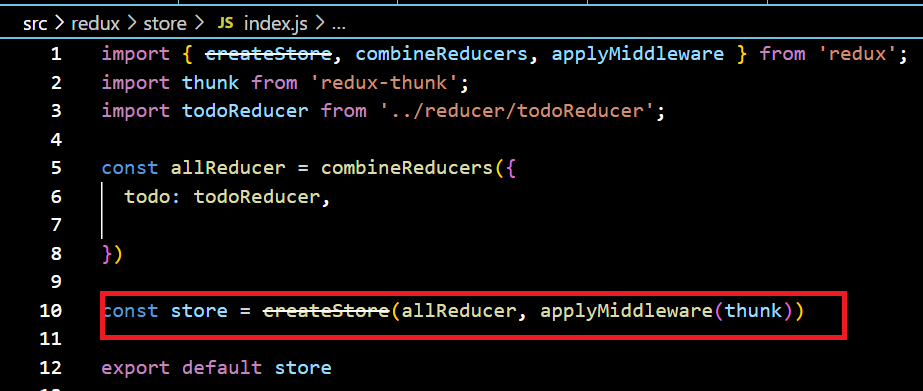 src > redux > store > JS index.js > ...
1 import { createStore, combineReducers, applyMiddleware } from 'redux';
2 import thunk from 'redux-thunk';
3 import todoReducer from '../reducer/todoReducer';
4
5 const allReducer = combineReducers({
6 todo: todoReducer,
7
8 })
9
10 const store = createStore(allReducer, applyMiddleware(thunk))
11
12 export default store